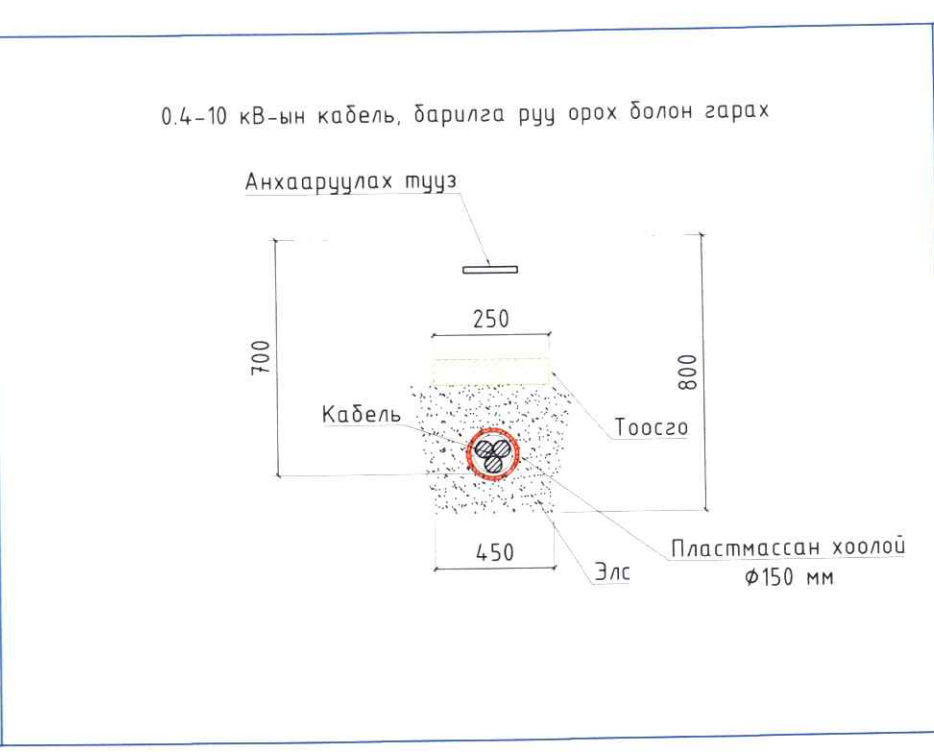 0.4-10 кВ-ын кабель, барилга руу орох болон гарах
Анхааруулах тууз
250
700
800
Кабель
Тоосго
450
Элс
Пластмассан хоолой
Ф150 мм